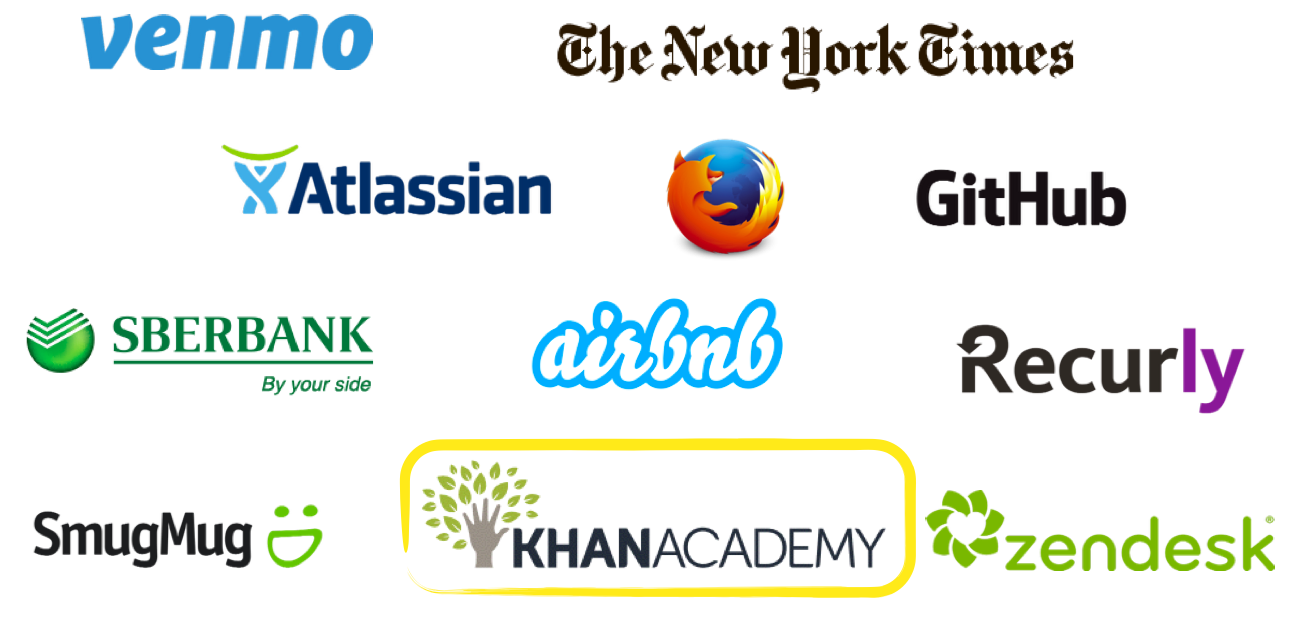 venmo
The New York Times
Atlassian
GitHub
SBERBANK
By your side
airbnb
Recurly
SmugMug
KHANACADEMY
zendesk®